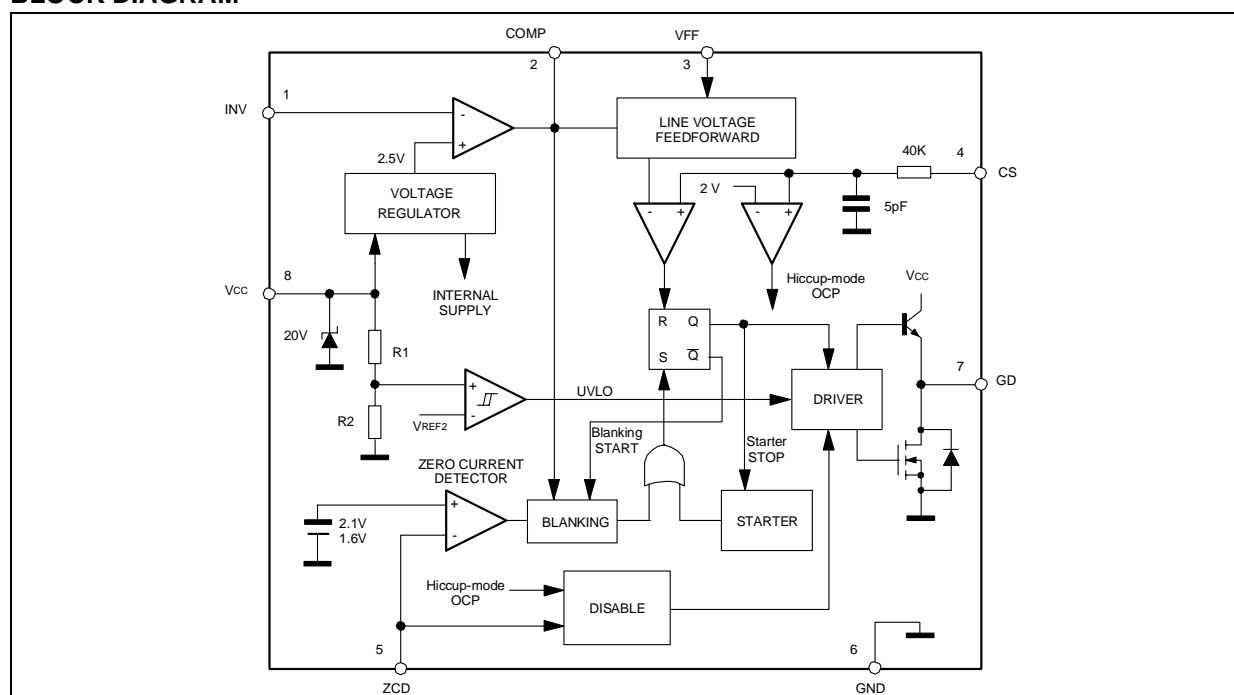 BLOCK DIAGRAM
COMP
VFF
2
3
1
INV
-
+
2.5V
LINE VOLTAGE
FEEDFORWARD
40K
4
CS
VOLTAGE
REGULATOR
2 V
-
+
-
+
5pF
8
VCC
INTERNAL
SUPPLY
Hiccup-mode
OCP
VCC
20V
R1
R
Q
S
Q̅
7
GD
R2
+
-
VREF2
UVLO
DRIVER
Blanking
START
Starter
STOP
ZERO CURRENT
DETECTOR
+
-
2.1V
1.6V
BLANKING
STARTER
Hiccup-mode
OCP
DISABLE
5
6
ZCD
GND